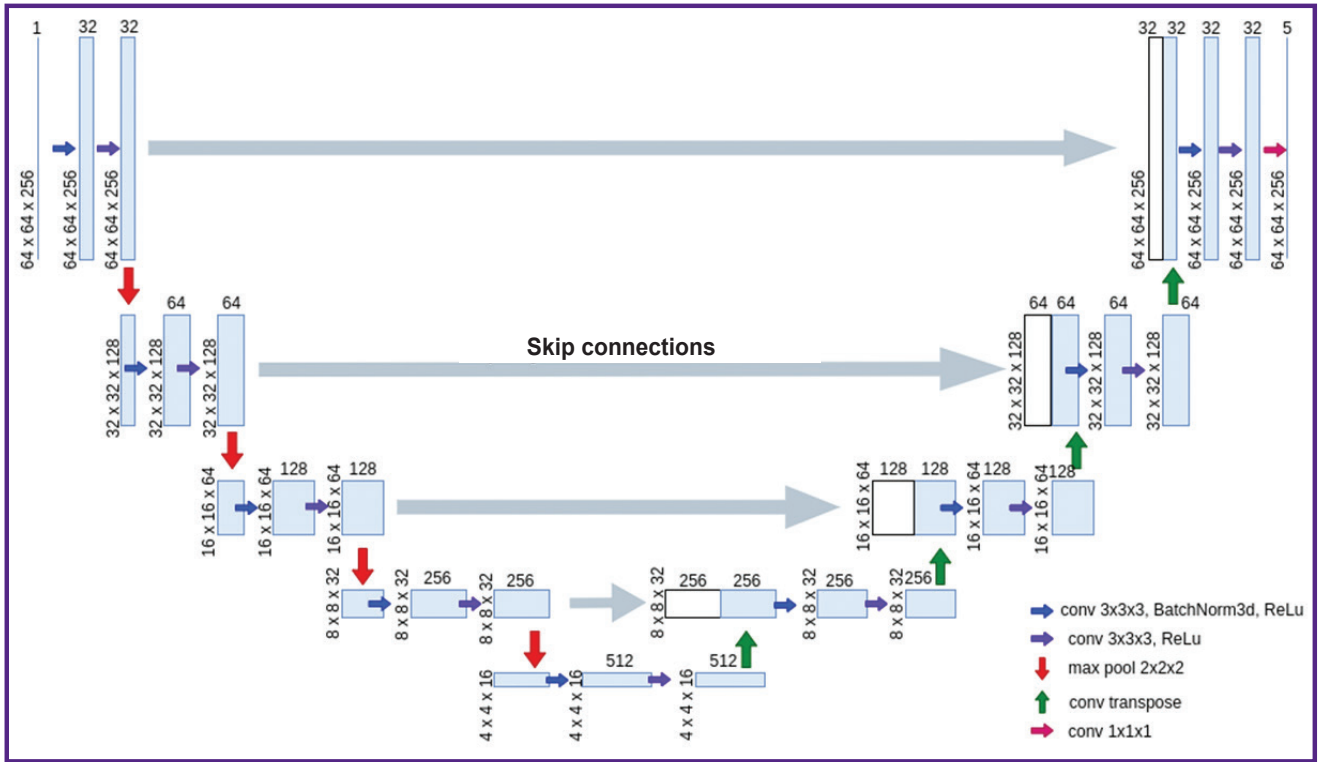 1 32 32
64 x 64 x 256
64 x 64 x 256
64 x 64 x 256
32 32 32 32 5
64 x 64 x 256
64 x 64 x 256
64 x 64 x 256
64 x 64 x 256
64 64
32 x 32 x 128
32 x 32 x 128
32 x 32 x 128
Skip connections
64 64 64 64
32 x 32 x 128
32 x 32 x 128
32 x 32 x 128
128 128
16 x 16 x 64
16 x 16 x 64
16 x 16 x 64
128 128 128 128
16 x 16 x 64
16 x 16 x 64
16 x 16 x 64
256 256
8 x 8 x 32
8 x 8 x 32
8 x 8 x 32
256 256 256 256
8 x 8 x 32
8 x 8 x 32
8 x 8 x 32
512 512
4 x 4 x 16
4 x 4 x 16
4 x 4 x 16
conv 3x3x3, BatchNorm3d, ReLu
conv 3x3x3, ReLu
max pool 2x2x2
conv transpose
conv 1x1x1